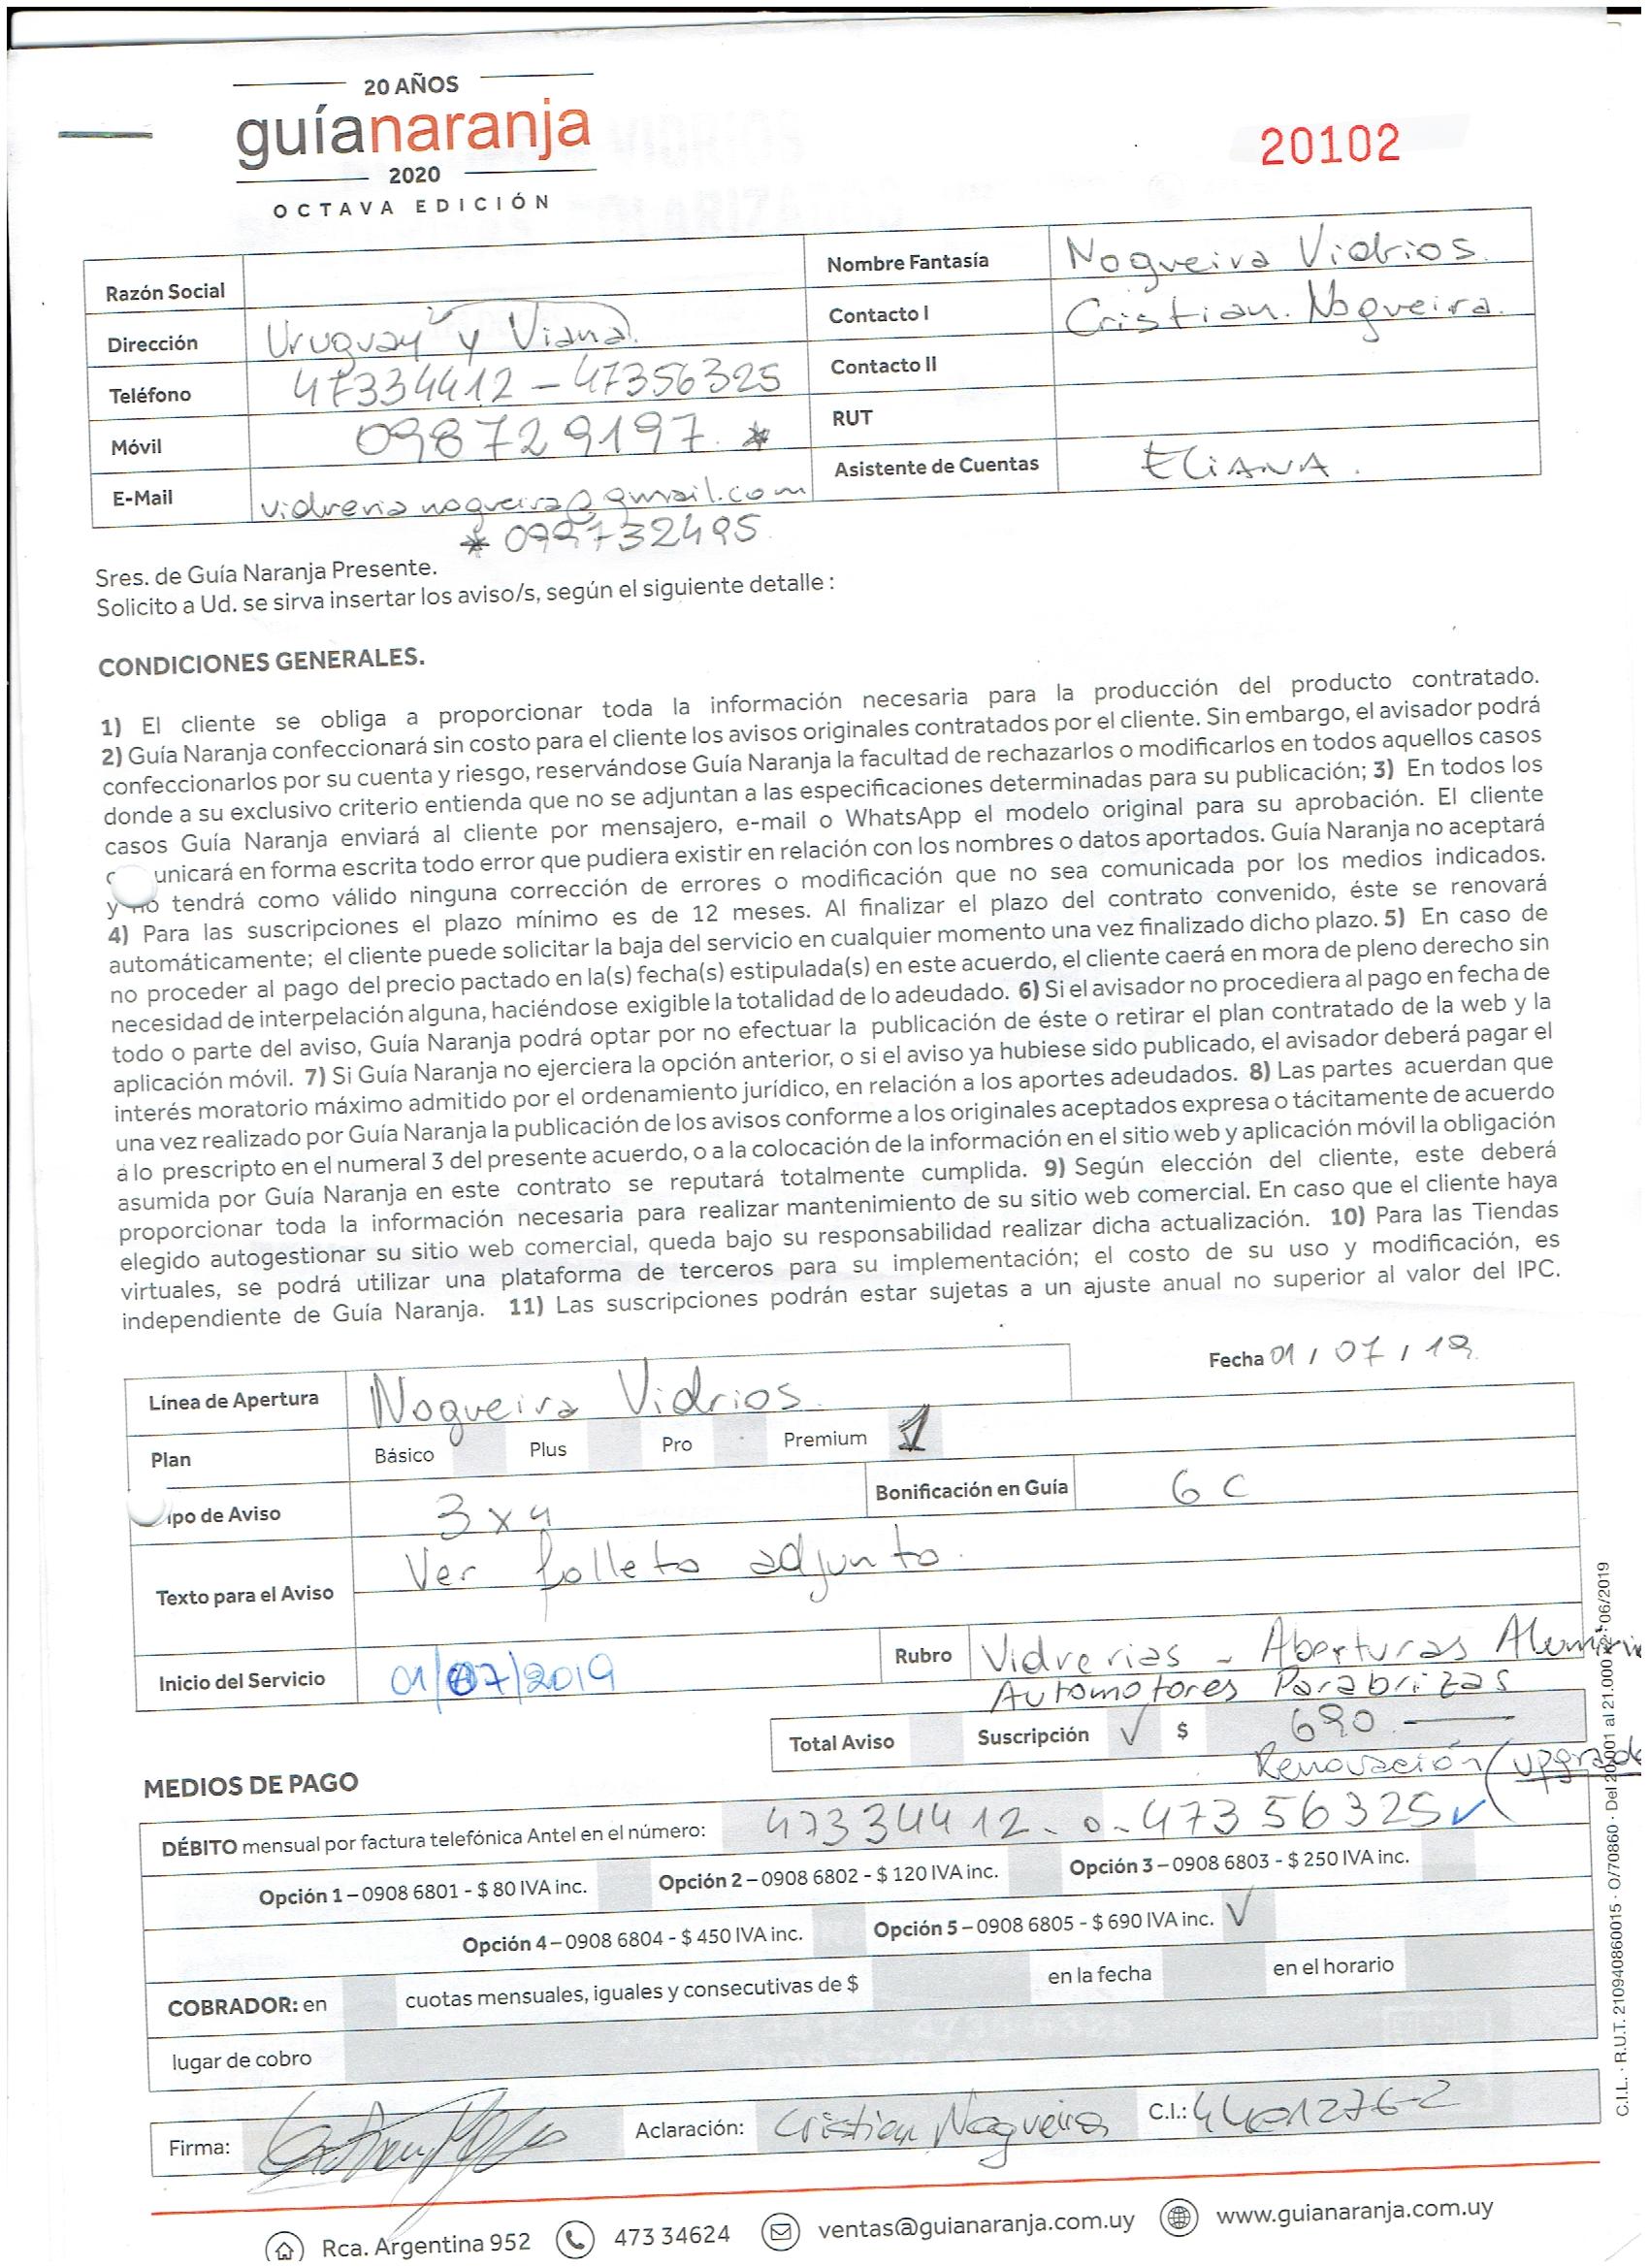 20 AÑOS
guíanaranja
2020
OCTAVA EDICIÓN
20102
Razón Social
Nombre Fantasía Nogueira Vidrios.
Dirección Uruguay y Viana
Contacto I Cristian. Nogueira.
Teléfono 47334412 - 47356325
Contacto II
Móvil 098729197. *
RUT
E-Mail vidrerianogueira@gmail.com
Asistente de Cuentas ELIANA.
* 099732495
Sres. de Guía Naranja Presente.
Solicito a Ud. se sirva insertar los aviso/s, según el siguiente detalle :
CONDICIONES GENERALES.
1) El cliente se obliga a proporcionar toda la información necesaria para la producción del producto contratado.
2) Guía Naranja confeccionará sin costo para el cliente los avisos originales contratados por el cliente. Sin embargo, el avisador podrá
confeccionarlos por su cuenta y riesgo, reservándose Guía Naranja la facultad de rechazarlos o modificarlos en todos aquellos casos
donde a su exclusivo criterio entienda que no se adjuntan a las especificaciones determinadas para su publicación; 3) En todos los
casos Guía Naranja enviará al cliente por mensajero, e-mail o WhatsApp el modelo original para su aprobación. El cliente
unicará en forma escrita todo error que pudiera existir en relación con los nombres o datos aportados. Guía Naranja no aceptará
y no tendrá como válido ninguna corrección de errores o modificación que no sea comunicada por los medios indicados.
4) Para las suscripciones el plazo mínimo es de 12 meses. Al finalizar el plazo del contrato convenido, éste se renovará
automáticamente; el cliente puede solicitar la baja del servicio en cualquier momento una vez finalizado dicho plazo. 5) En caso de
no proceder al pago del precio pactado en la(s) fecha(s) estipulada(s) en este acuerdo, el cliente caerá en mora de pleno derecho sin
necesidad de interpelación alguna, haciéndose exigible la totalidad de lo adeudado. 6) Si el avisador no procediera al pago en fecha de
todo o parte del aviso, Guía Naranja podrá optar por no efectuar la publicación de éste o retirar el plan contratado de la web y la
aplicación móvil. 7) Si Guía Naranja no ejerciera la opción anterior, o si el aviso ya hubiese sido publicado, el avisador deberá pagar el
interés moratorio máximo admitido por el ordenamiento jurídico, en relación a los aportes adeudados. 8) Las partes acuerdan que
una vez realizado por Guía Naranja la publicación de los avisos conforme a los originales aceptados expresa o tácitamente de acuerdo
a lo prescripto en el numeral 3 del presente acuerdo, o a la colocación de la información en el sitio web y aplicación móvil la obligación
asumida por Guía Naranja en este contrato se reputará totalmente cumplida. 9) Según elección del cliente, este deberá
proporcionar toda la información necesaria para realizar mantenimiento de su sitio web comercial. En caso que el cliente haya
elegido autogestionar su sitio web comercial, queda bajo su responsabilidad realizar dicha actualización. 10) Para las Tiendas
virtuales, se podrá utilizar una plataforma de terceros para su implementación; el costo de su uso y modificación, es
independiente de Guía Naranja. 11) Las suscripciones podrán estar sujetas a un ajuste anual no superior al valor del IPC.
Fecha 01 / 07 / 19
Línea de Apertura Nogueira Vidrios.
Plan Básico Plus Pro Premium 1
ipo de Aviso 3 x 4
Bonificación en Guía 6 C
Texto para el Aviso Ver folleto adjunto.
Inicio del Servicio 01/07/2019
Rubro Vidrerias - Aberturas Alumini
Automotores Parabrizas
Total Aviso Suscripción ✓ $ 690.—
Renovación (upgrade
MEDIOS DE PAGO
DÉBITO mensual por factura telefónica Antel en el número: 47334412 - o - 47356325 ✓
Opción 1 – 0908 6801 - $ 80 IVA inc. Opción 2 – 0908 6802 - $ 120 IVA inc. Opción 3 – 0908 6803 - $ 250 IVA inc.
Opción 4 – 0908 6804 - $ 450 IVA inc. Opción 5 – 0908 6805 - $ 690 IVA inc. ✓
COBRADOR: en cuotas mensuales, iguales y consecutivas de $ en la fecha en el horario
lugar de cobro
Firma: Aclaración: Cristian Nogueira C.I.: 4401276-2
Rca. Argentina 952 473 34624 ventas@guianaranja.com.uy www.guianaranja.com.uy